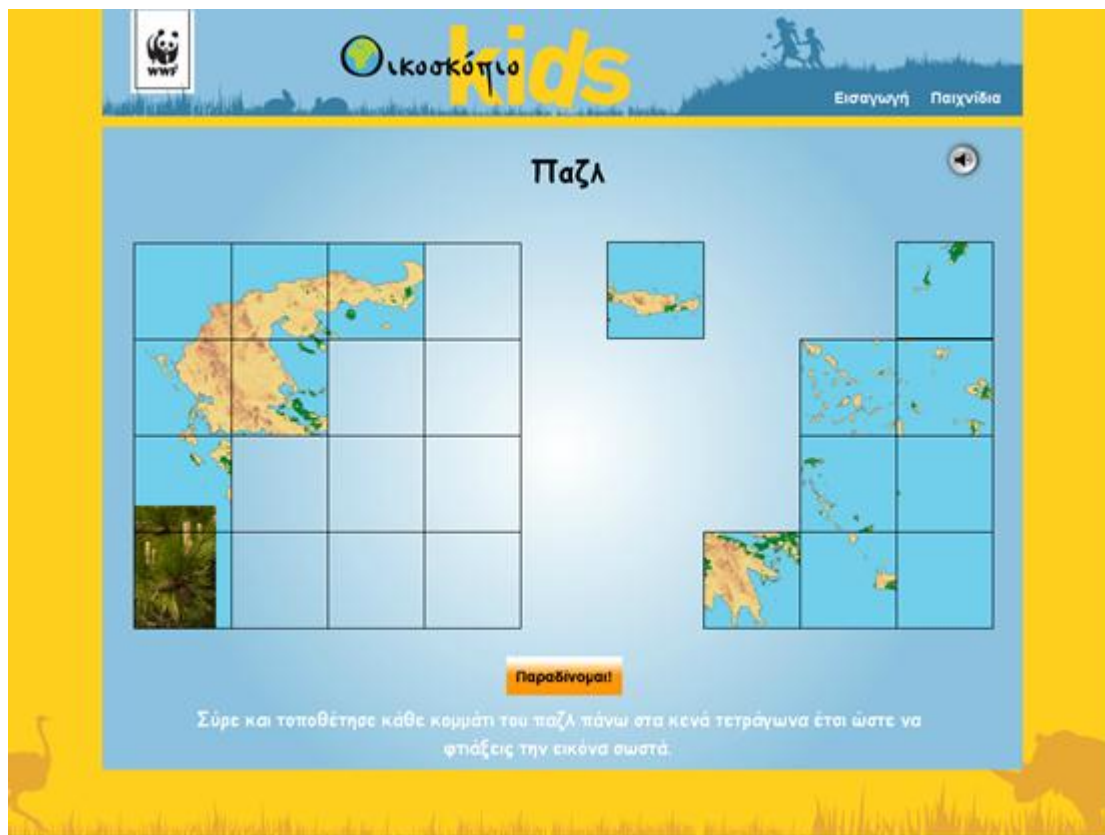 WWF
Οικοσκόπιο
kids
Εισαγωγή Παιχνίδια
Παζλ
Παραδίνομαι!
Σύρε και τοποθέτησε κάθε κομμάτι του παζλ πάνω στα κενά τετράγωνα έτσι ώστε να
φτιάξεις την εικόνα σωστά.